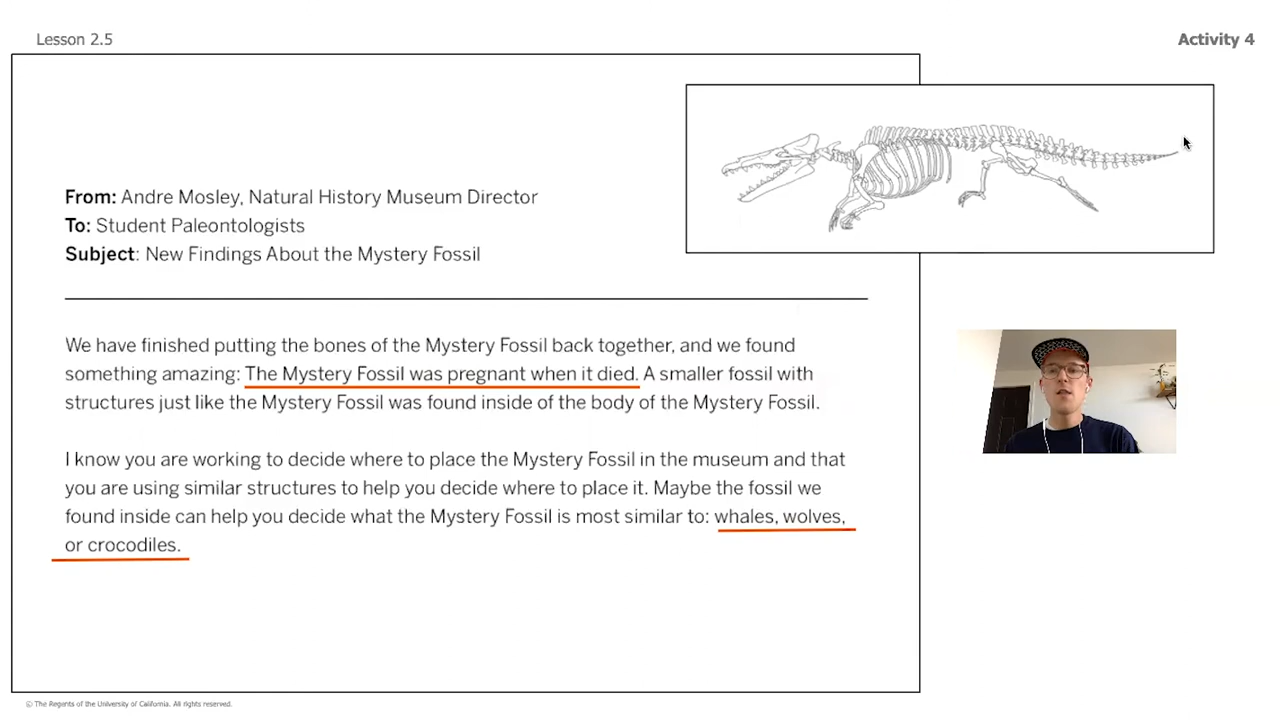 Lesson 2.5
Activity 4
From: Andre Mosley, Natural History Museum Director
To: Student Paleontologists
Subject: New Findings About the Mystery Fossil
We have finished putting the bones of the Mystery Fossil back together, and we found
something amazing: The Mystery Fossil was pregnant when it died. A smaller fossil with
structures just like the Mystery Fossil was found inside of the body of the Mystery Fossil.
I know you are working to decide where to place the Mystery Fossil in the museum and that
you are using similar structures to help you decide where to place it. Maybe the fossil we
found inside can help you decide what the Mystery Fossil is most similar to: whales, wolves,
or crocodiles.
© The Regents of the University of California. All rights reserved.